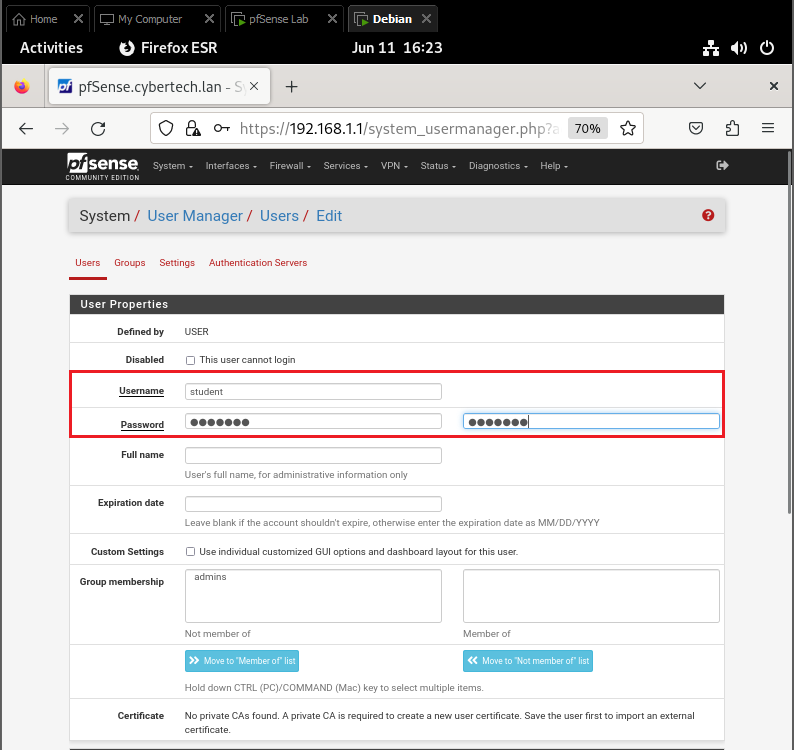 Home
My Computer
pfSense Lab
Debian
Activities
Firefox ESR
Jun 11 16:23
pfSense.cybertech.lan - S
https://192.168.1.1/system_usermanager.php?a
70%
pfsense
COMMUNITY EDITION
System
Interfaces
Firewall
Services
VPN
Status
Diagnostics
Help
System / User Manager / Users / Edit
Users
Groups
Settings
Authentication Servers
User Properties
Defined by USER
Disabled This user cannot login
Username student
Password ●●●●●●● ●●●●●●●
Full name
User's full name, for administrative information only
Expiration date
Leave blank if the account shouldn't expire, otherwise enter the expiration date as MM/DD/YYYY
Custom Settings Use individual customized GUI options and dashboard layout for this user.
Group membership admins
Not member of Member of
Move to "Member of" list Move to "Not member of" list
Hold down CTRL (PC)/COMMAND (Mac) key to select multiple items.
Certificate No private CAs found. A private CA is required to create a new user certificate. Save the user first to import an external
certificate.